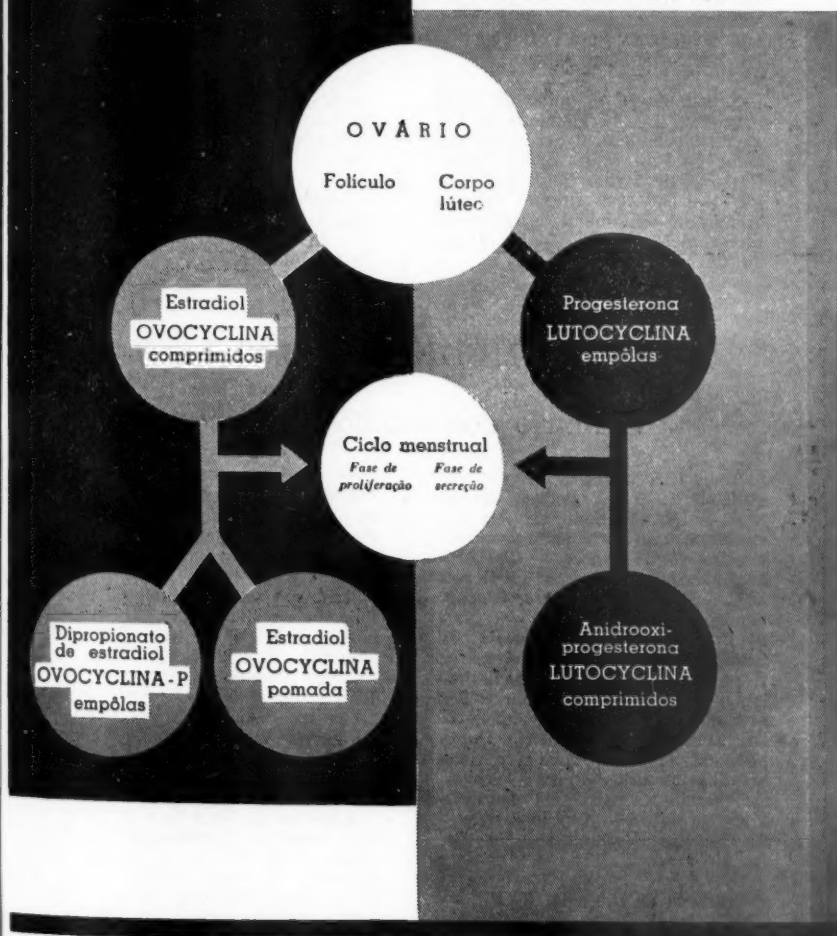 OVÁRIO
Folículo Corpo
lúteo
Estradiol
OVOCYCLINA
comprimidos
Progesterona
LUTOCYCLINA
empôlas
Ciclo menstrual
Fase de Fase de
proliferação secreção
Dipropionato
de estradiol
OVOCYCLINA-P
empôlas
Estradiol
OVOCYCLINA
pomada
Anidrooxi-
progesterona
LUTOCYCLINA
comprimidos